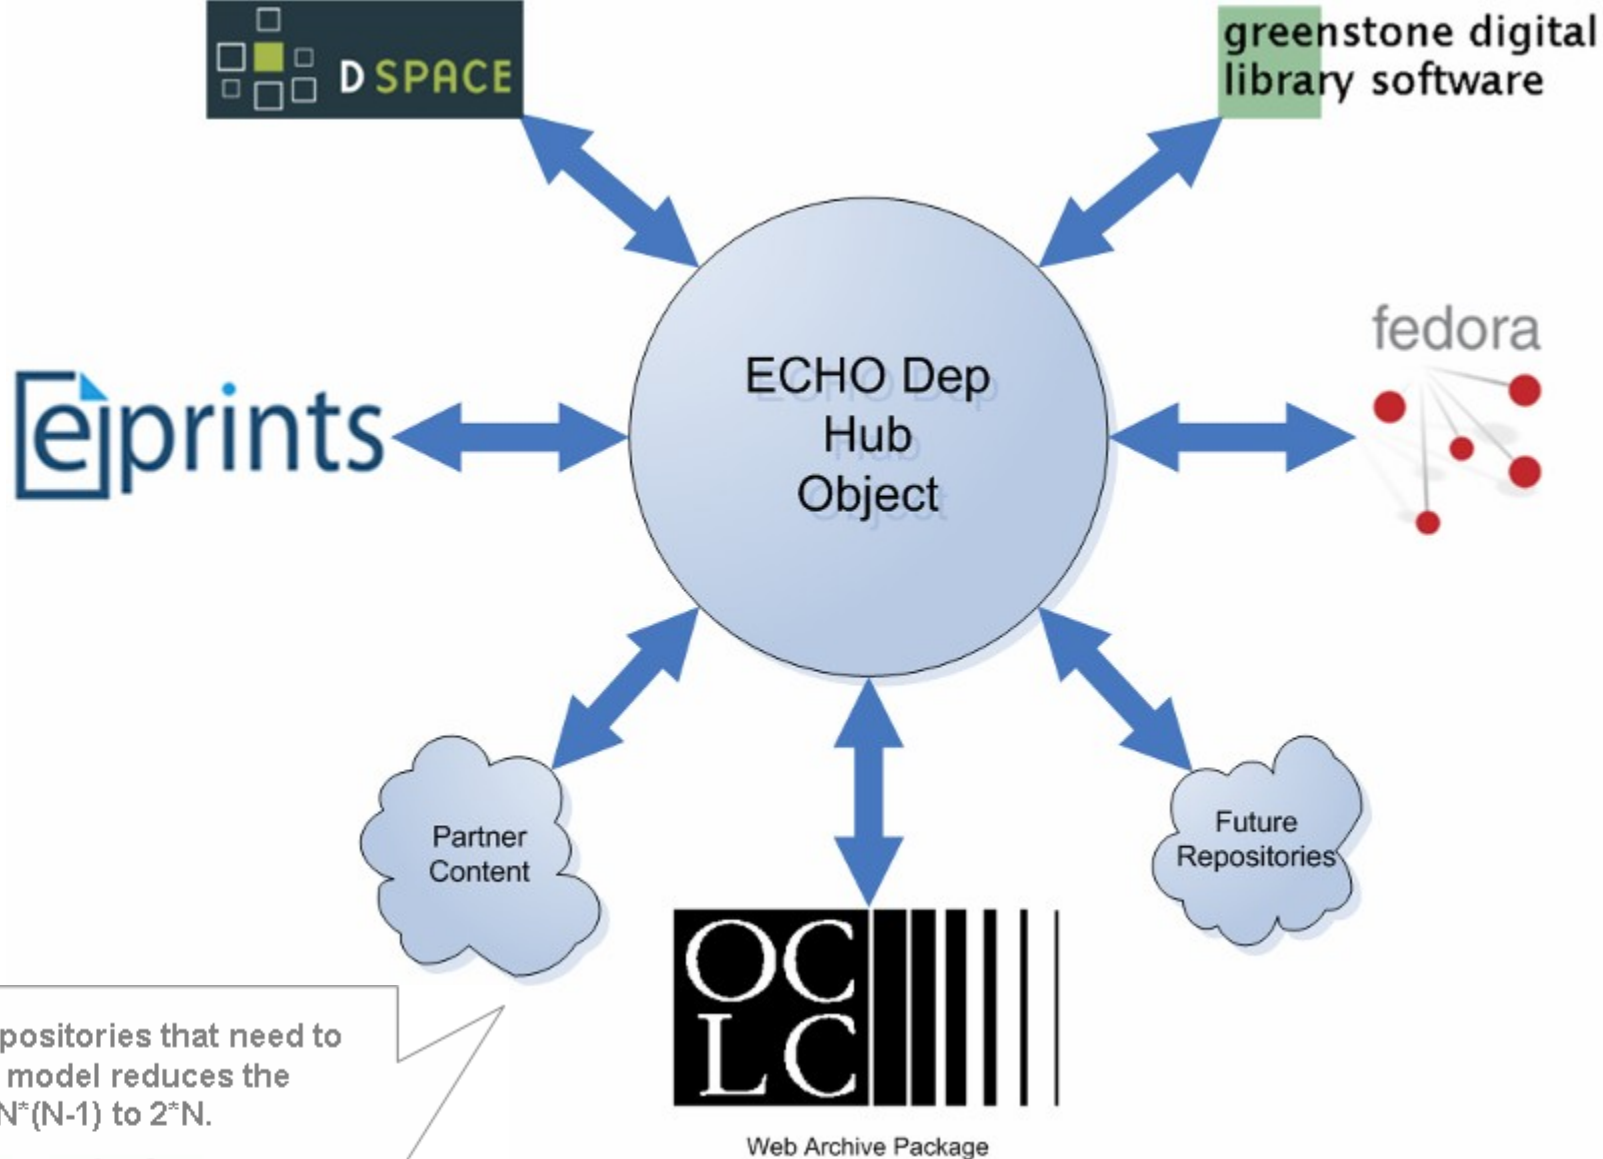 D SPACE
greenstone digital
library software
fedora
eprints
ECHO Dep
Hub
Object
Partner
Content
Future
Repositories
OC
LC
positories that need to
model reduces the
N*(N-1) to 2*N.
Web Archive Package